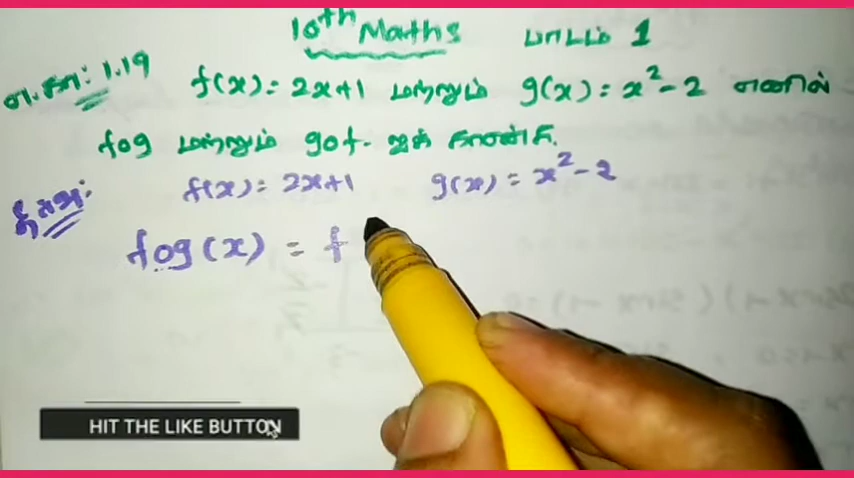 10th Maths பாடம் 1
எ.கா: 1.19 f(x) = 2x+1 மற்றும் g(x) = x²-2 எனில்
fog மற்றும் gof-ஐக் காண்க.
தீர்வு: f(x) = 2x+1 g(x) = x²-2
fog(x) = f
HIT THE LIKE BUTTON